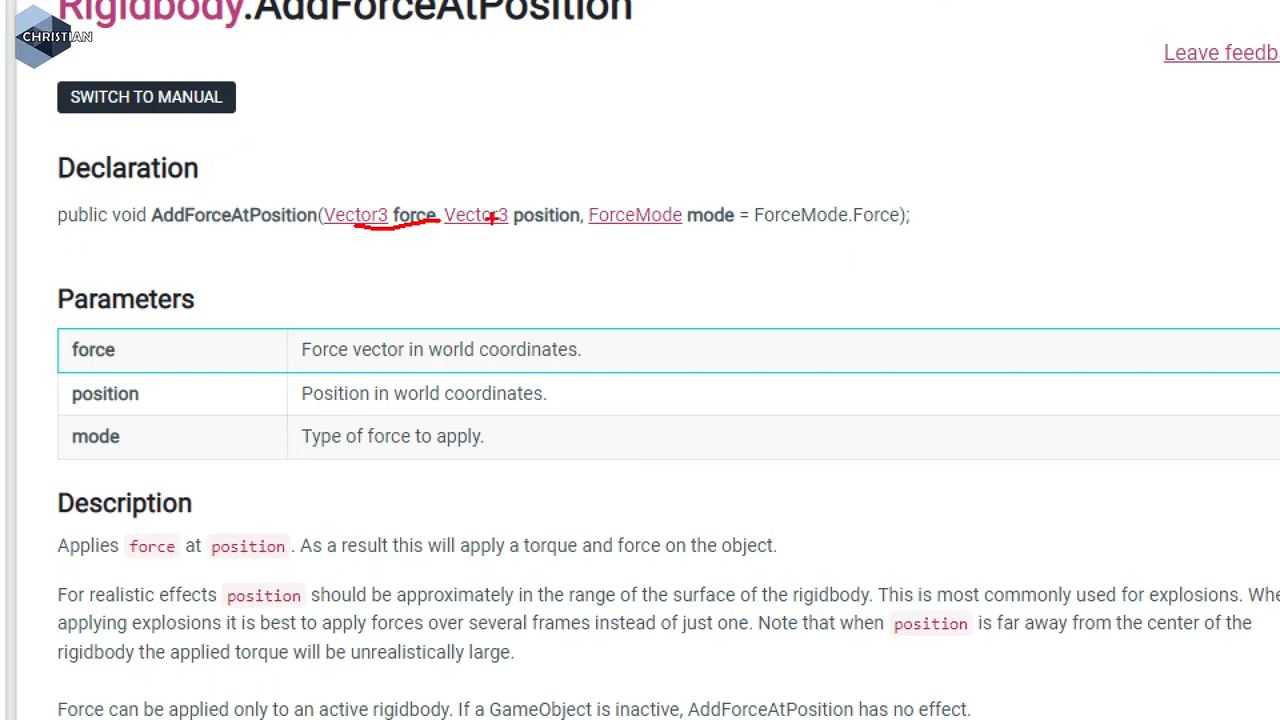 Rigidbody.AddForceAtPosition
CHRISTIAN
Leave feedb
SWITCH TO MANUAL
Declaration
public void AddForceAtPosition(Vector3 force, Vector3 position, ForceMode mode = ForceMode.Force);
Parameters
force Force vector in world coordinates.
position Position in world coordinates.
mode Type of force to apply.
Description
Applies force at position. As a result this will apply a torque and force on the object.
For realistic effects position should be approximately in the range of the surface of the rigidbody. This is most commonly used for explosions. Whe
applying explosions it is best to apply forces over several frames instead of just one. Note that when position is far away from the center of the
rigidbody the applied torque will be unrealistically large.
Force can be applied only to an active rigidbody. If a GameObject is inactive, AddForceAtPosition has no effect.